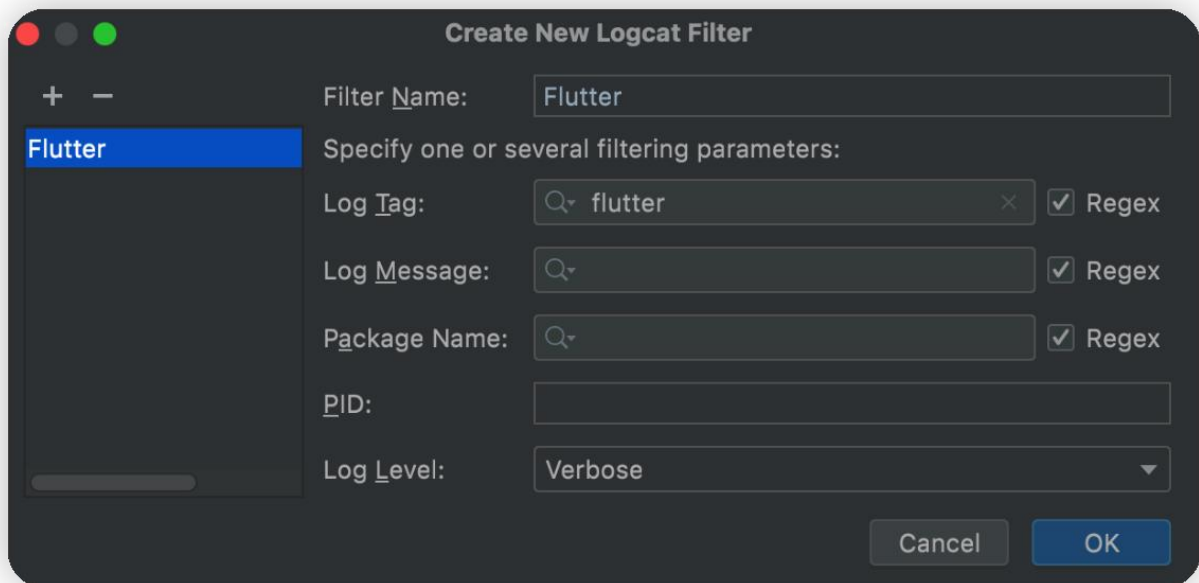 Create New Logcat Filter
+ −
Flutter
Filter Name: Flutter
Specify one or several filtering parameters:
Log Tag: flutter Regex
Log Message: Regex
Package Name: Regex
PID:
Log Level: Verbose
Cancel OK